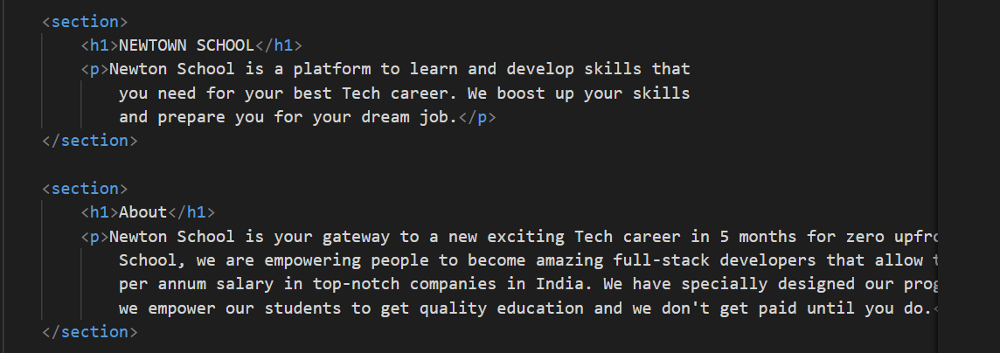 <section>
<h1>NEWTOWN SCHOOL</h1>
<p>Newton School is a platform to learn and develop skills that
you need for your best Tech career. We boost up your skills
and prepare you for your dream job.</p>
</section>
<section>
<h1>About</h1>
<p>Newton School is your gateway to a new exciting Tech career in 5 months for zero
School, we are empowering people to become amazing full-stack developers that allow
per annum salary in top-notch companies in India. We have specially designed our
we empower our students to get quality education and we don't get paid until you do.<
</section>